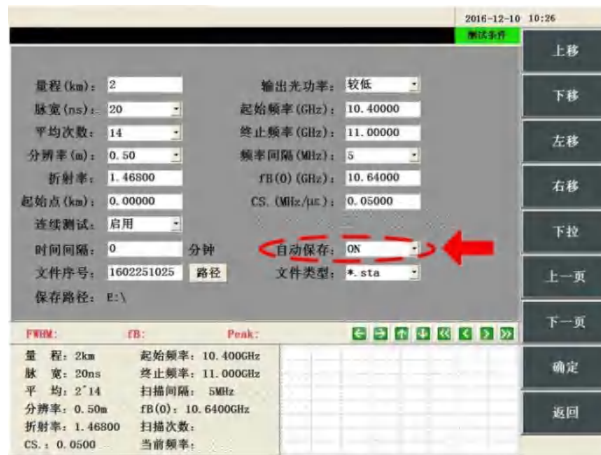 2016-12-10 10:26
测试条件
量程(km): 2 输出光功率: 较低
脉宽(ns): 20 起始频率(GHz): 10.40000
平均次数: 14 终止频率(GHz): 11.00000
分辨率(m): 0.50 频率间隔(MHz): 5
折射率: 1.46800 fB(0)(GHz): 10.64000
起始点(km): 0.00000 CS.(MHz/με): 0.05000
连续测试: 启用
时间间隔: 0 分钟 自动保存: ON
文件序号: 1602251025 路径 文件类型: *.sta
保存路径: E:\
FWHM: fB: Peak:
量 程: 2km 起始频率: 10.400GHz
脉 宽: 20ns 终止频率: 11.000GHz
平 均: 2^14 扫描间隔: 5MHz
分辨率: 0.50m fB(0): 10.6400GHz
折射率: 1.46800 扫描次数:
CS.: 0.0500 当前频率:
上移
下移
左移
右移
下拉
上一页
下一页
确定
返回